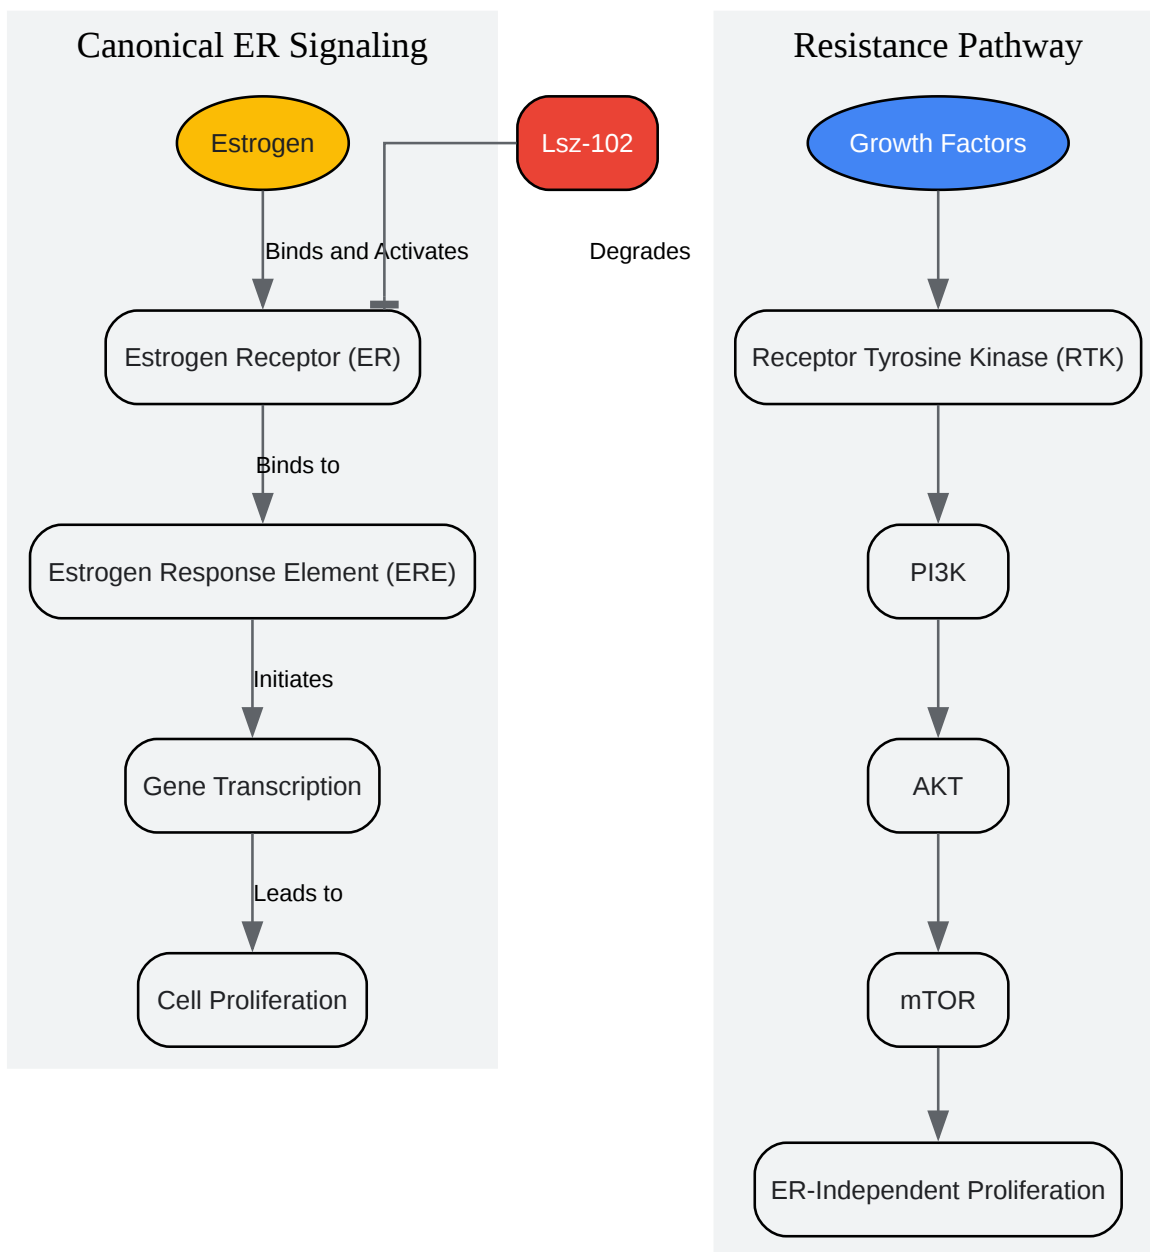 Canonical ER Signaling
Estrogen
Binds and Activates
Estrogen Receptor (ER)
Binds to
Estrogen Response Element (ERE)
Initiates
Gene Transcription
Leads to
Cell Proliferation
Lsz-102
Degrades
Resistance Pathway
Growth Factors
Receptor Tyrosine Kinase (RTK)
PI3K
AKT
mTOR
ER-Independent Proliferation